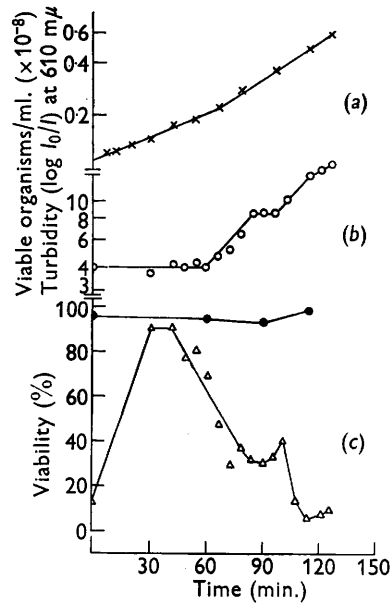 Viable organisms/ml. (×10⁻⁸)
Turbidity (log I₀/I) at 610 mμ
0·6
0·4
0·2
(a)
10
8
6
4
3
(b)
100
80
60
40
20
0
Viability (%)
(c)
30
60
90
120
150
Time (min.)